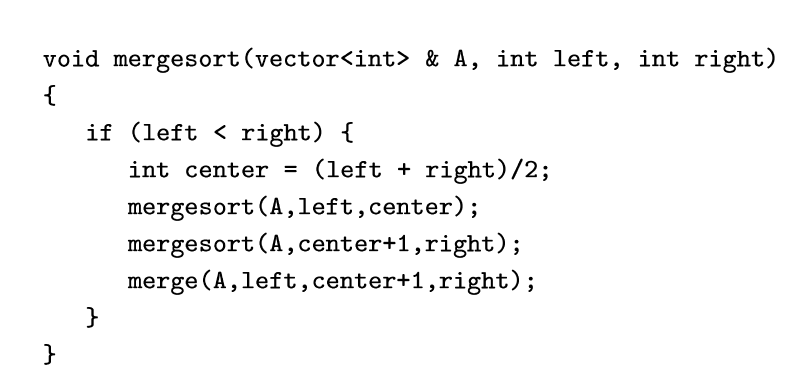 void mergesort(vector<int> & A, int left, int right)
{
   if (left < right) {
      int center = (left + right)/2;
      mergesort(A,left,center);
      mergesort(A,center+1,right);
      merge(A,left,center+1,right);
   }
}